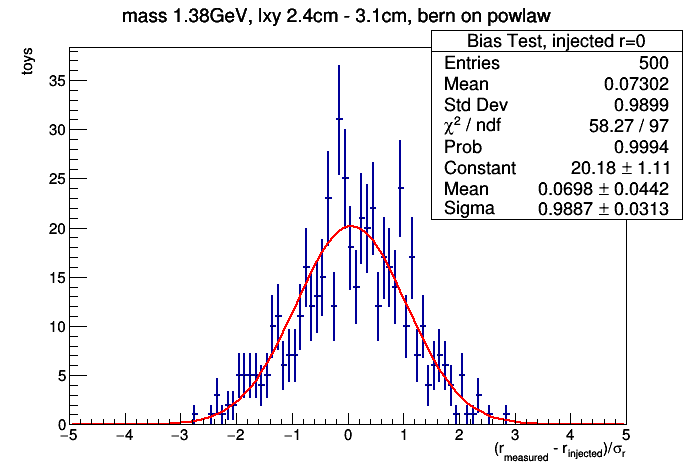 mass 1.38GeV, lxy 2.4cm - 3.1cm, bern on powlaw
Bias Test, injected r=0
Entries 500
Mean 0.07302
Std Dev 0.9899
χ² / ndf 58.27 / 97
Prob 0.9994
Constant 20.18 ± 1.11
Mean 0.0698 ± 0.0442
Sigma 0.9887 ± 0.0313
toys
35
30
25
20
15
10
5
0
−5 −4 −3 −2 −1 0 1 2 3 4 5
(r_measured - r_injected)/σ_r